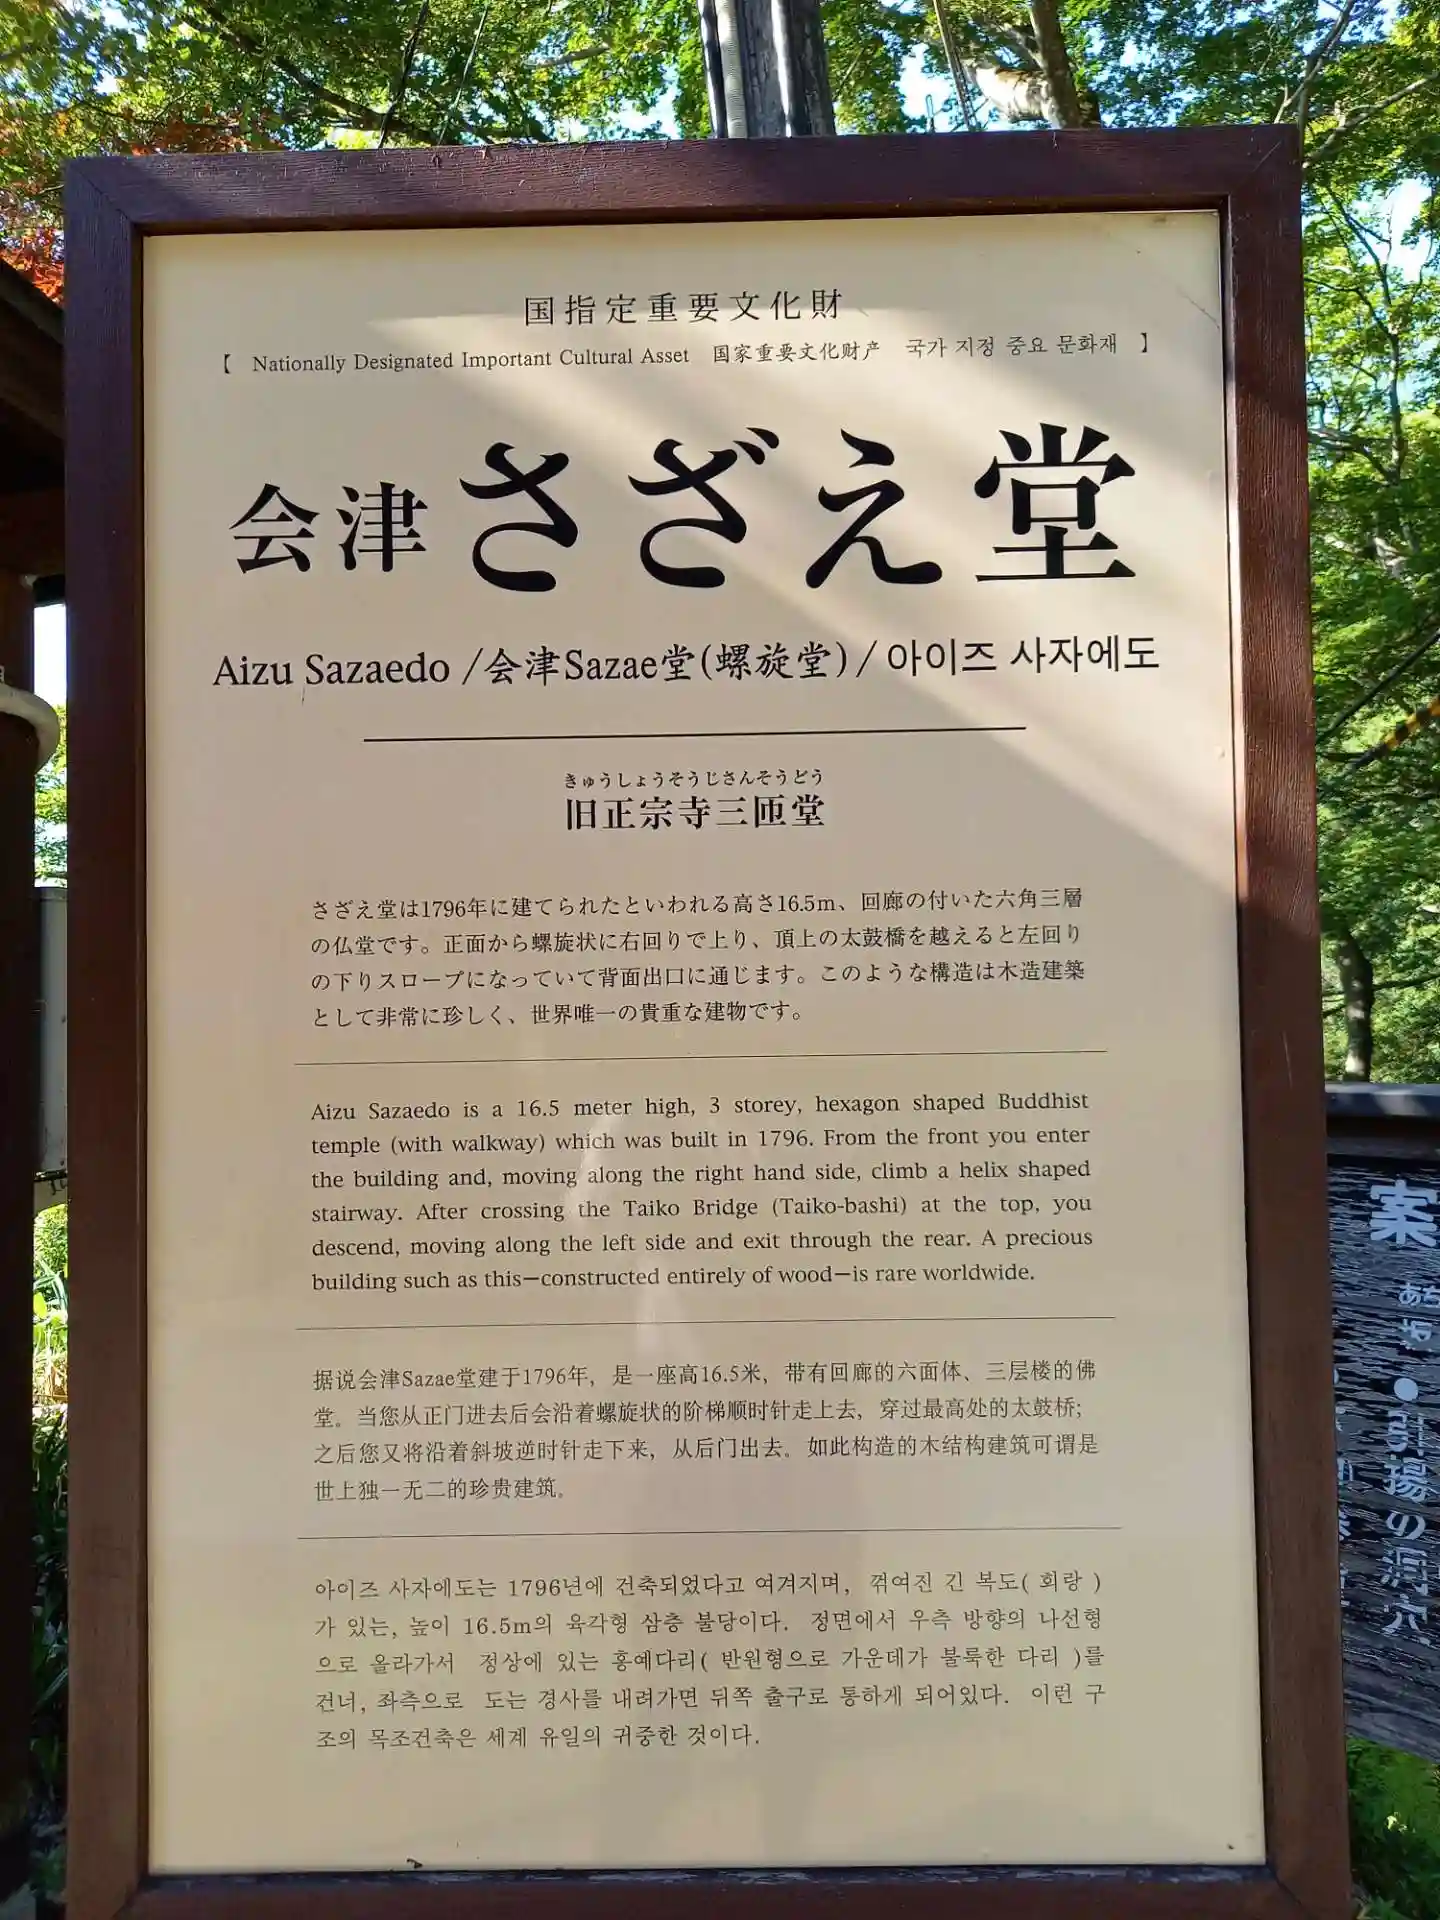 国指定重要文化財
【 Nationally Designated Important Cultural Asset 国家重要文化财产 국가 지정 중요 문화재 】
会津さざえ堂
Aizu Sazaedo /会津Sazae堂(螺旋堂)/ 아이즈 사자에도
きゅうしょうそうじさんそうどう
旧正宗寺三匝堂
さざえ堂は1796年に建てられたといわれる高さ16.5m、回廊の付いた六角三層
の仏堂です。正面から螺旋状に右回りで上り、頂上の太鼓橋を越えると左回り
の下りスロープになっていて背面出口に通じます。このような構造は木造建築
として非常に珍しく、世界唯一の貴重な建物です。
Aizu Sazaedo is a 16.5 meter high, 3 storey, hexagon shaped Buddhist
temple (with walkway) which was built in 1796. From the front you enter
the building and, moving along the right hand side, climb a helix shaped
stairway. After crossing the Taiko Bridge (Taiko-bashi) at the top, you
descend, moving along the left side and exit through the rear. A precious
building such as this—constructed entirely of wood—is rare worldwide.
据说会津Sazae堂建于1796年，是一座高16.5米，带有回廊的六面体、三层楼的佛
堂。当您从正门进去后会沿着螺旋状的阶梯顺时针走上去，穿过最高处的太鼓桥;
之后您又将沿着斜坡逆时针走下来，从后门出去。如此构造的木结构建筑可谓是
世上独一无二的珍贵建筑。
아이즈 사자에도는 1796년에 건축되었다고 여겨지며, 꺾여진 긴 복도( 회랑 )
가 있는, 높이 16.5m의 육각형 삼층 불당이다. 정면에서 우측 방향의 나선형
으로 올라가서 정상에 있는 홍예다리( 반원형으로 가운데가 불룩한 다리 )를
건너, 좌측으로 도는 경사를 내려가면 뒤쪽 출구로 통하게 되어있다. 이런 구
조의 목조건축은 세계 유일의 귀중한 것이다.
案
●引揚の洞穴